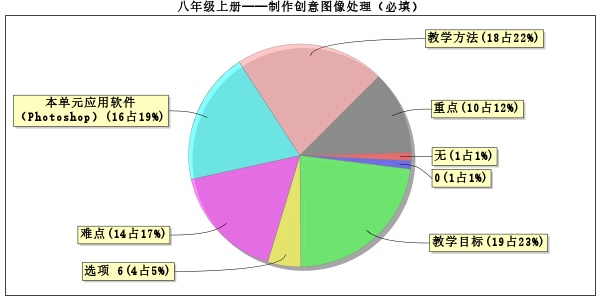 八年级上册——制作创意图像处理（必填）
教学方法(18占22%)
本单元应用软件
（Photoshop）(16占19%)
重点(10占12%)
无(1占1%)
0(1占1%)
难点(14占17%)
教学目标(19占23%)
选项 6(4占5%)